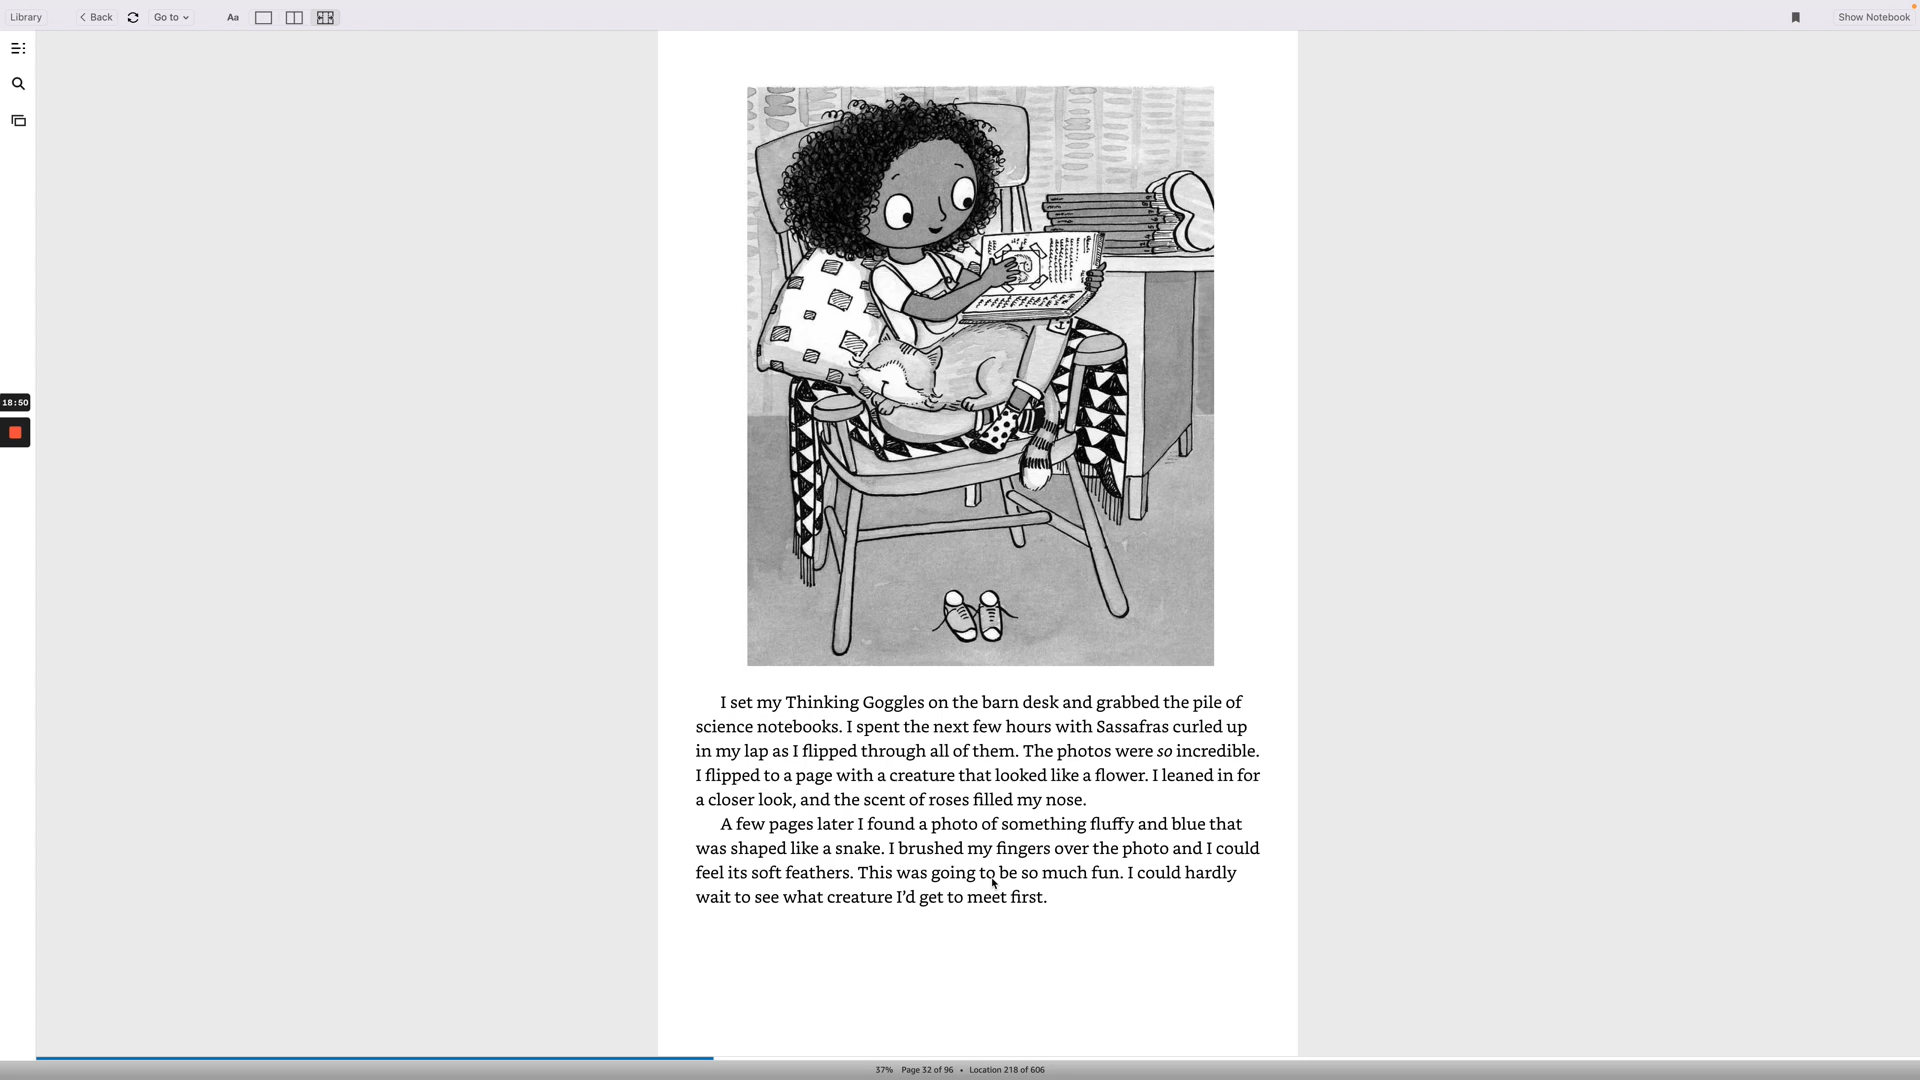 Library
Back
Go to
Aa
Show Notebook
18:50
I set my Thinking Goggles on the barn desk and grabbed the pile of
science notebooks. I spent the next few hours with Sassafras curled up
in my lap as I flipped through all of them. The photos were so incredible.
I flipped to a page with a creature that looked like a flower. I leaned in for
a closer look, and the scent of roses filled my nose.
A few pages later I found a photo of something fluffy and blue that
was shaped like a snake. I brushed my fingers over the photo and I could
feel its soft feathers. This was going to be so much fun. I could hardly
wait to see what creature I’d get to meet first.
37% Page 32 of 96 • Location 218 of 606